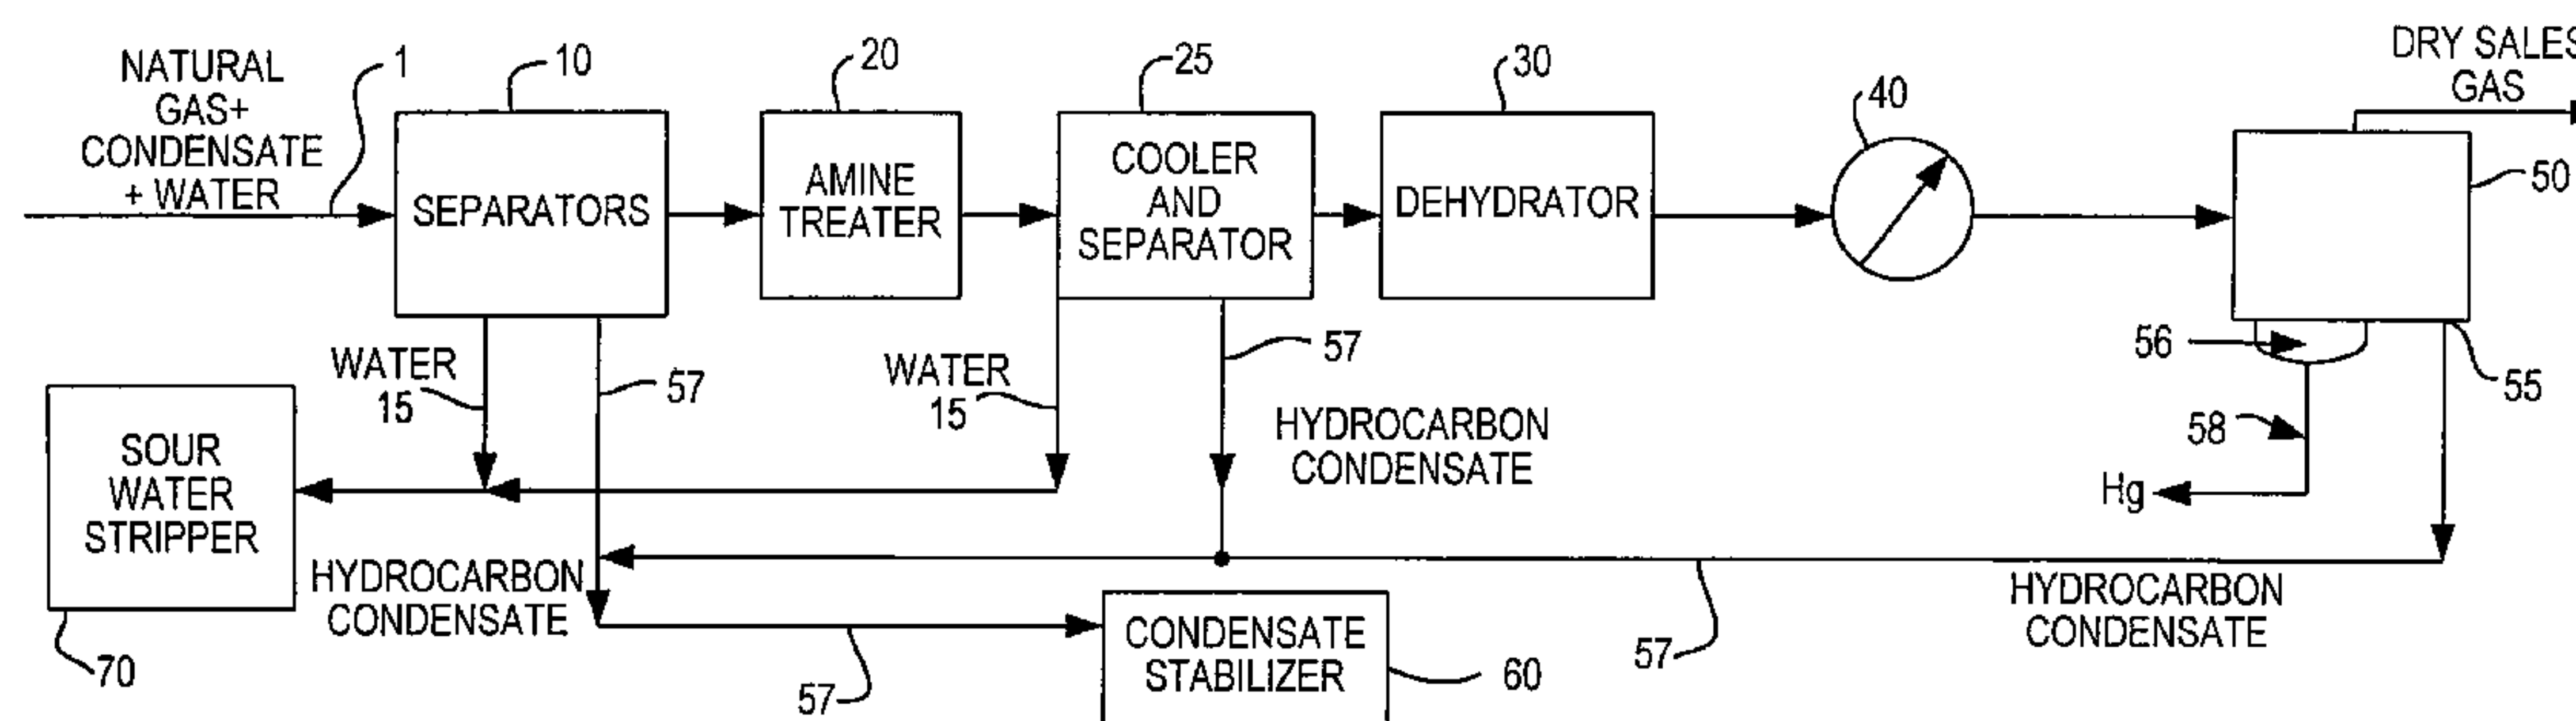 NATURAL
GAS+
CONDENSATE
+ WATER
1
10
SEPARATORS
20
AMINE
TREATER
25
COOLER
AND
SEPARATOR
30
DEHYDRATOR
40
DRY SALES
GAS
50
WATER
15
57
WATER
15
57
HYDROCARBON
CONDENSATE
56
55
58
Hg
SOUR
WATER
STRIPPER
70
HYDROCARBON
CONDENSATE
57
CONDENSATE
STABILIZER
60
57
HYDROCARBON
CONDENSATE